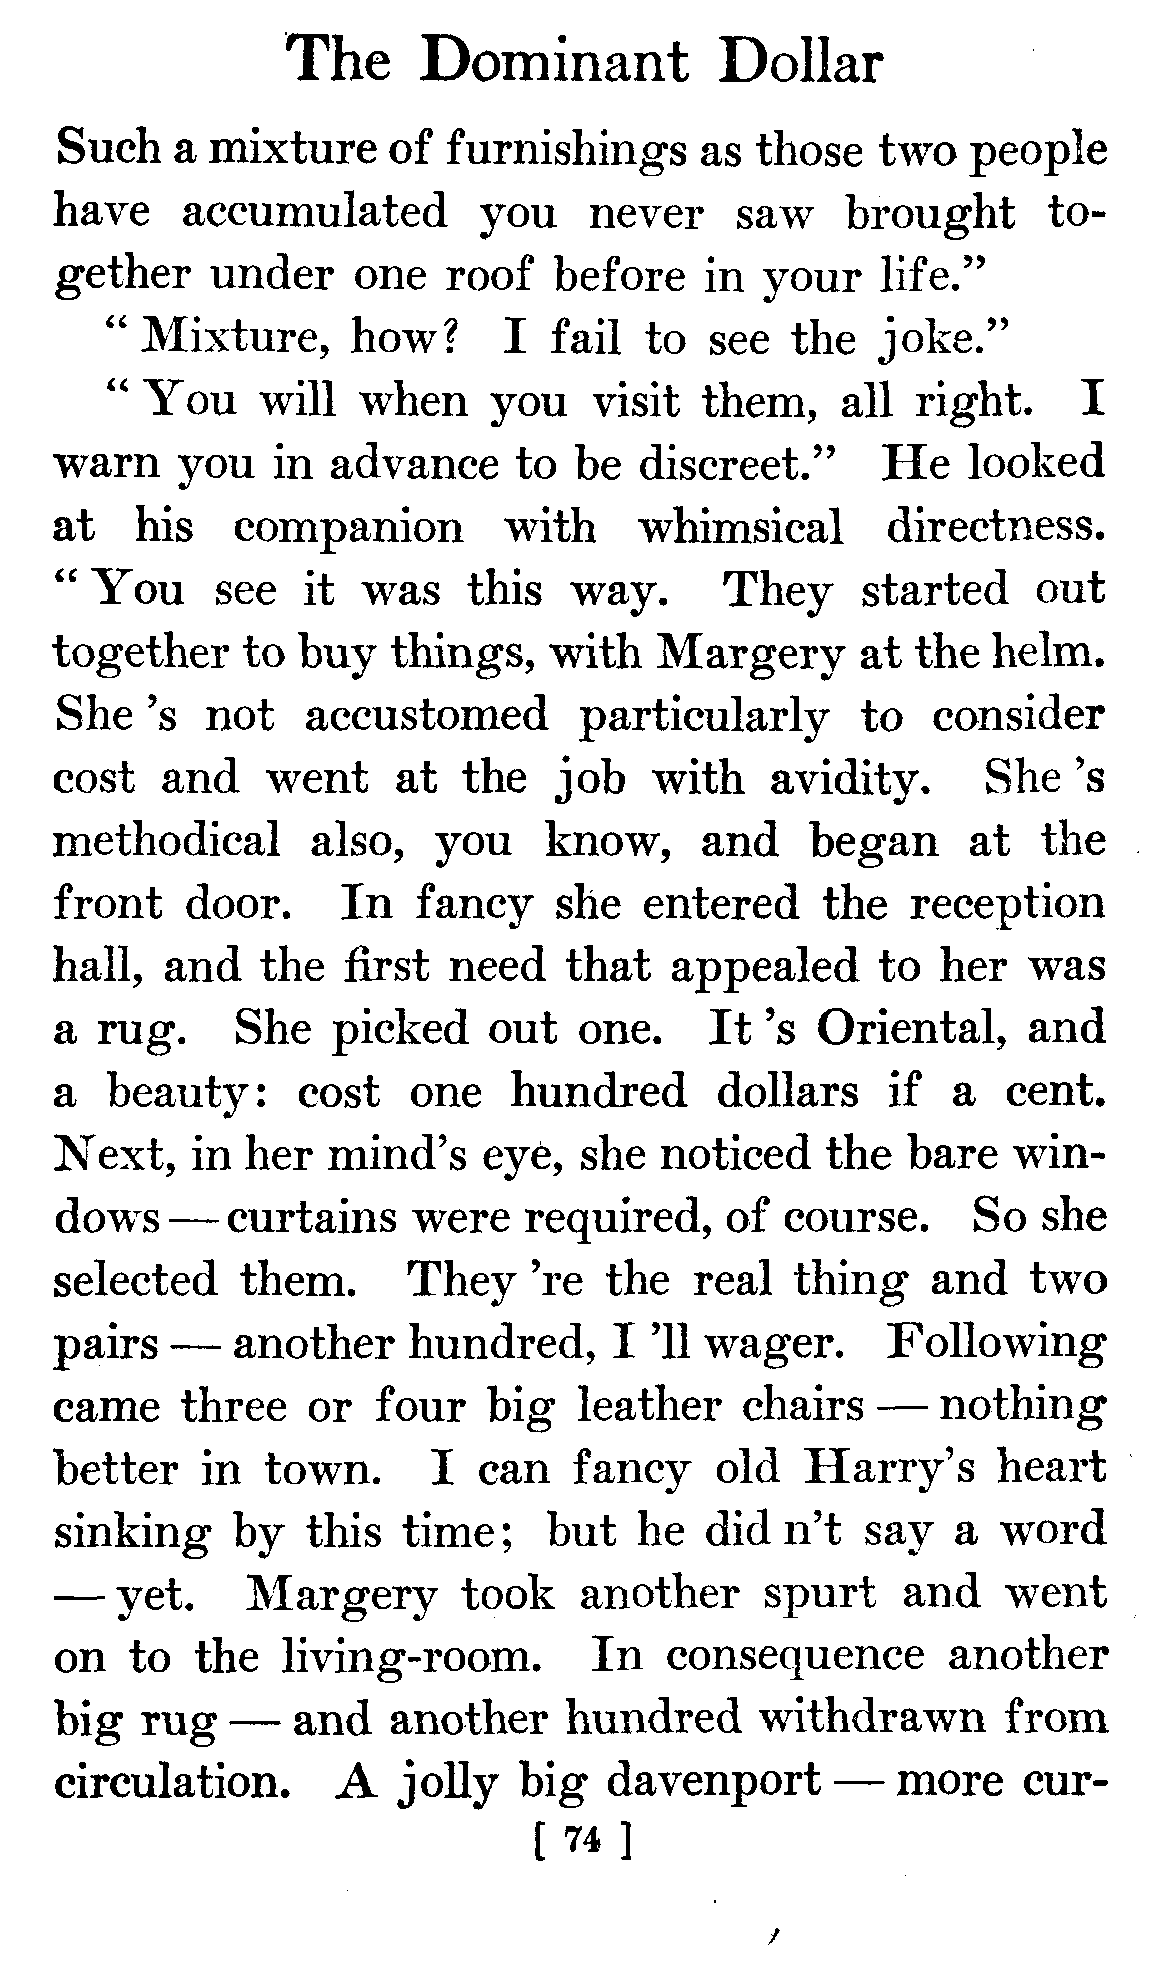 The Dominant Dollar
Such a mixture of furnishings as those two people
have accumulated you never saw brought to-
gether under one roof before in your life.”
“ Mixture, how? I fail to see the joke.”
“ You will when you visit them, all right. I
warn you in advance to be discreet.” He looked
at his companion with whimsical directness.
“ You see it was this way. They started out
together to buy things, with Margery at the helm.
She ’s not accustomed particularly to consider
cost and went at the job with avidity. She ’s
methodical also, you know, and began at the
front door. In fancy she entered the reception
hall, and the first need that appealed to her was
a rug. She picked out one. It ’s Oriental, and
a beauty: cost one hundred dollars if a cent.
Next, in her mind’s eye, she noticed the bare win-
dows — curtains were required, of course. So she
selected them. They ’re the real thing and two
pairs — another hundred, I ’ll wager. Following
came three or four big leather chairs — nothing
better in town. I can fancy old Harry’s heart
sinking by this time; but he did n’t say a word
— yet. Margery took another spurt and went
on to the living-room. In consequence another
big rug — and another hundred withdrawn from
circulation. A jolly big davenport — more cur-
[ 74 ]